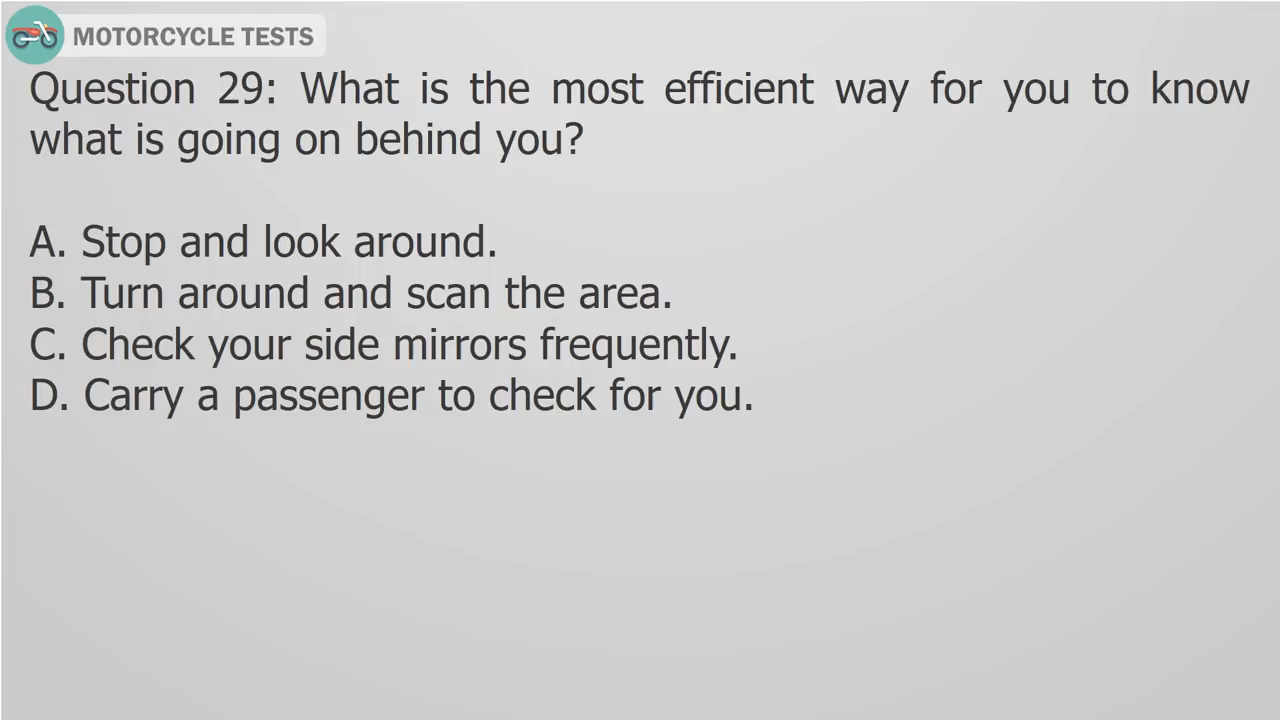 MOTORCYCLE TESTS
Question 29: What is the most efficient way for you to know
what is going on behind you?
A. Stop and look around.
B. Turn around and scan the area.
C. Check your side mirrors frequently.
D. Carry a passenger to check for you.